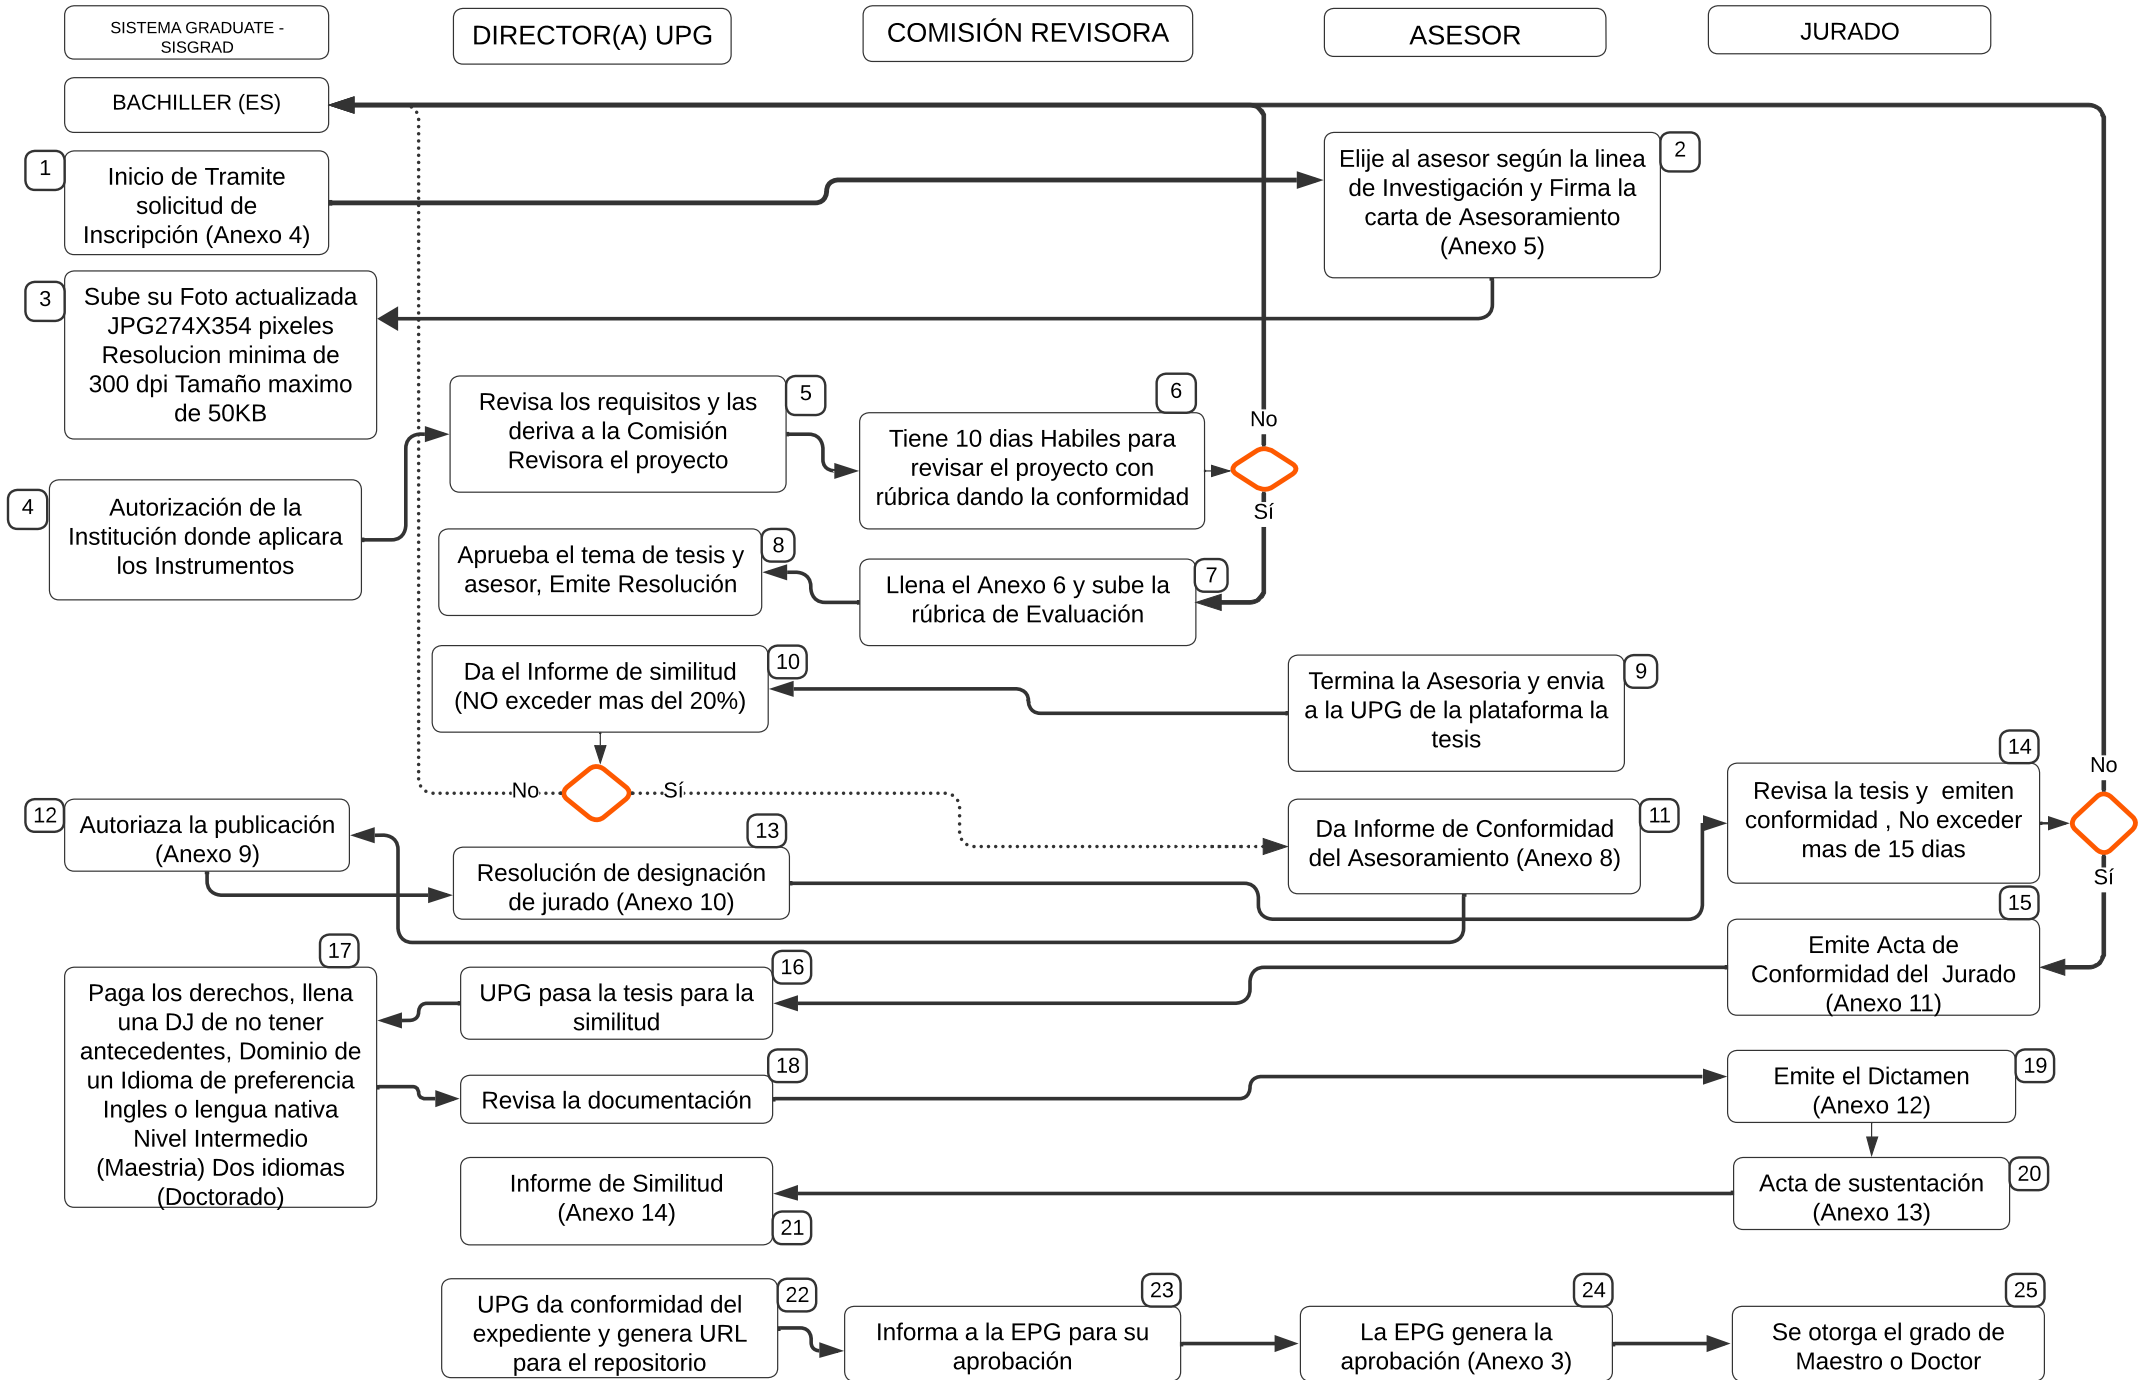 SISTEMA GRADUATE -
SISGRAD
DIRECTOR(A) UPG
COMISIÓN REVISORA
ASESOR
JURADO
BACHILLER (ES)
1
Inicio de Tramite
solicitud de
Inscripción (Anexo 4)
2
Elije al asesor según la linea
de Investigación y Firma la
carta de Asesoramiento
(Anexo 5)
3
Sube su Foto actualizada
JPG274X354 pixeles
Resolucion minima de
300 dpi Tamaño maximo
de 50KB
4
Autorización de la
Institución donde aplicara
los Instrumentos
5
Revisa los requisitos y las
deriva a la Comisión
Revisora el proyecto
6
Tiene 10 dias Habiles para
revisar el proyecto con
rúbrica dando la conformidad
No
Sí
7
Llena el Anexo 6 y sube la
rúbrica de Evaluación
8
Aprueba el tema de tesis y
asesor, Emite Resolución
9
Termina la Asesoria y envia
a la UPG de la plataforma la
tesis
10
Da el Informe de similitud
(NO exceder mas del 20%)
No
Sí
11
Da Informe de Conformidad
del Asesoramiento (Anexo 8)
12
Autoriaza la publicación
(Anexo 9)
13
Resolución de designación
de jurado (Anexo 10)
14
Revisa la tesis y  emiten
conformidad , No exceder
mas de 15 dias
No
Sí
15
Emite Acta de
Conformidad del  Jurado
(Anexo 11)
16
UPG pasa la tesis para la
similitud
17
Paga los derechos, llena
una DJ de no tener
antecedentes, Dominio de
un Idioma de preferencia
Ingles o lengua nativa
Nivel Intermedio
(Maestria) Dos idiomas
(Doctorado)
18
Revisa la documentación
19
Emite el Dictamen
(Anexo 12)
20
Acta de sustentación
(Anexo 13)
Informe de Similitud
(Anexo 14)
21
22
UPG da conformidad del
expediente y genera URL
para el repositorio
23
Informa a la EPG para su
aprobación
24
La EPG genera la
aprobación (Anexo 3)
25
Se otorga el grado de
Maestro o Doctor